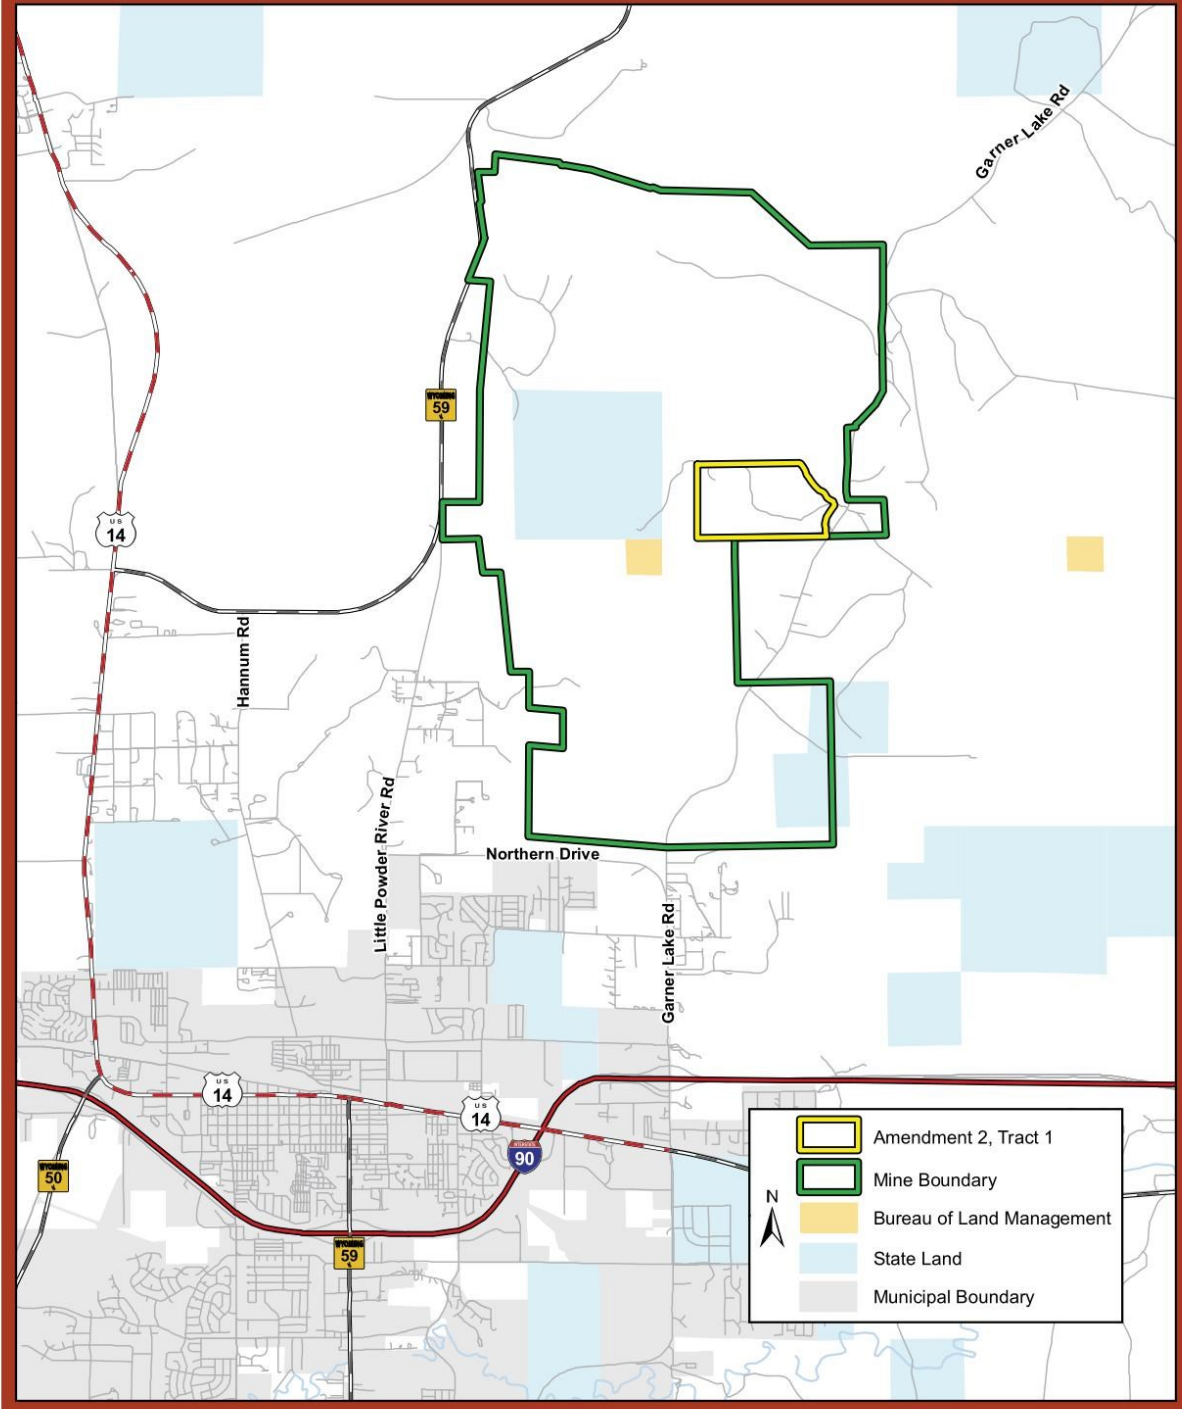 Garner Lake Rd
WYOMING
59
US
14
Hannum Rd
Little Powder River Rd
Northern Drive
Garner Lake Rd
US
14
US
14
INTERSTATE
90
WYOMING
50
WYOMING
59
N
Amendment 2, Tract 1
Mine Boundary
Bureau of Land Management
State Land
Municipal Boundary